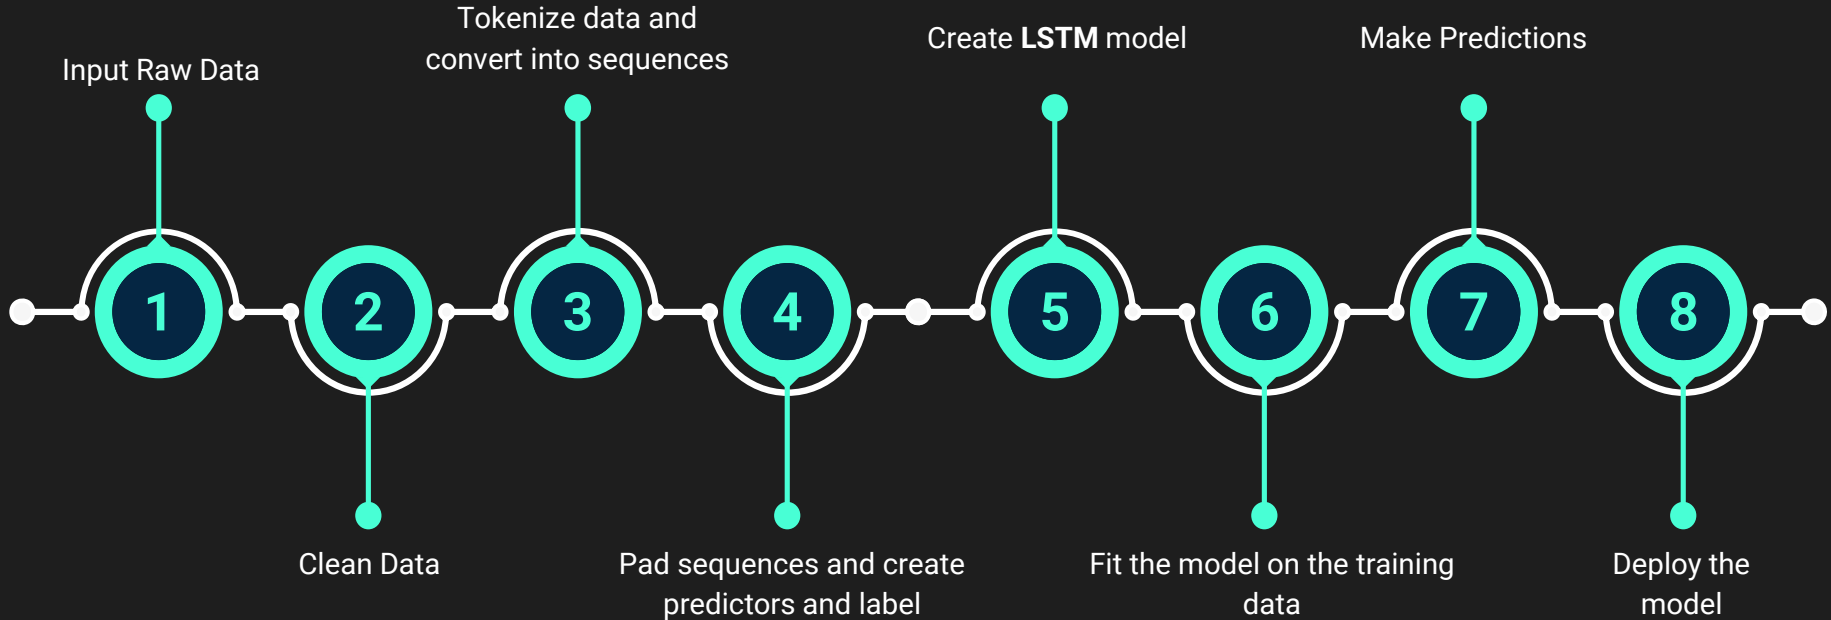 Input Raw Data
1
Clean Data
2
Tokenize data and
convert into sequences
3
Pad sequences and create
predictors and label
4
Create LSTM model
5
Fit the model on the training
data
6
Make Predictions
7
Deploy the
model
8